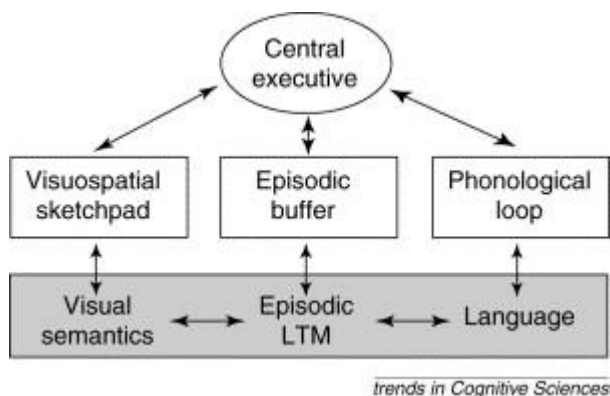 Central
executive
Visuospatial
sketchpad
Episodic
buffer
Phonological
loop
Visual
semantics
Episodic
LTM
Language
trends in Cognitive Sciences